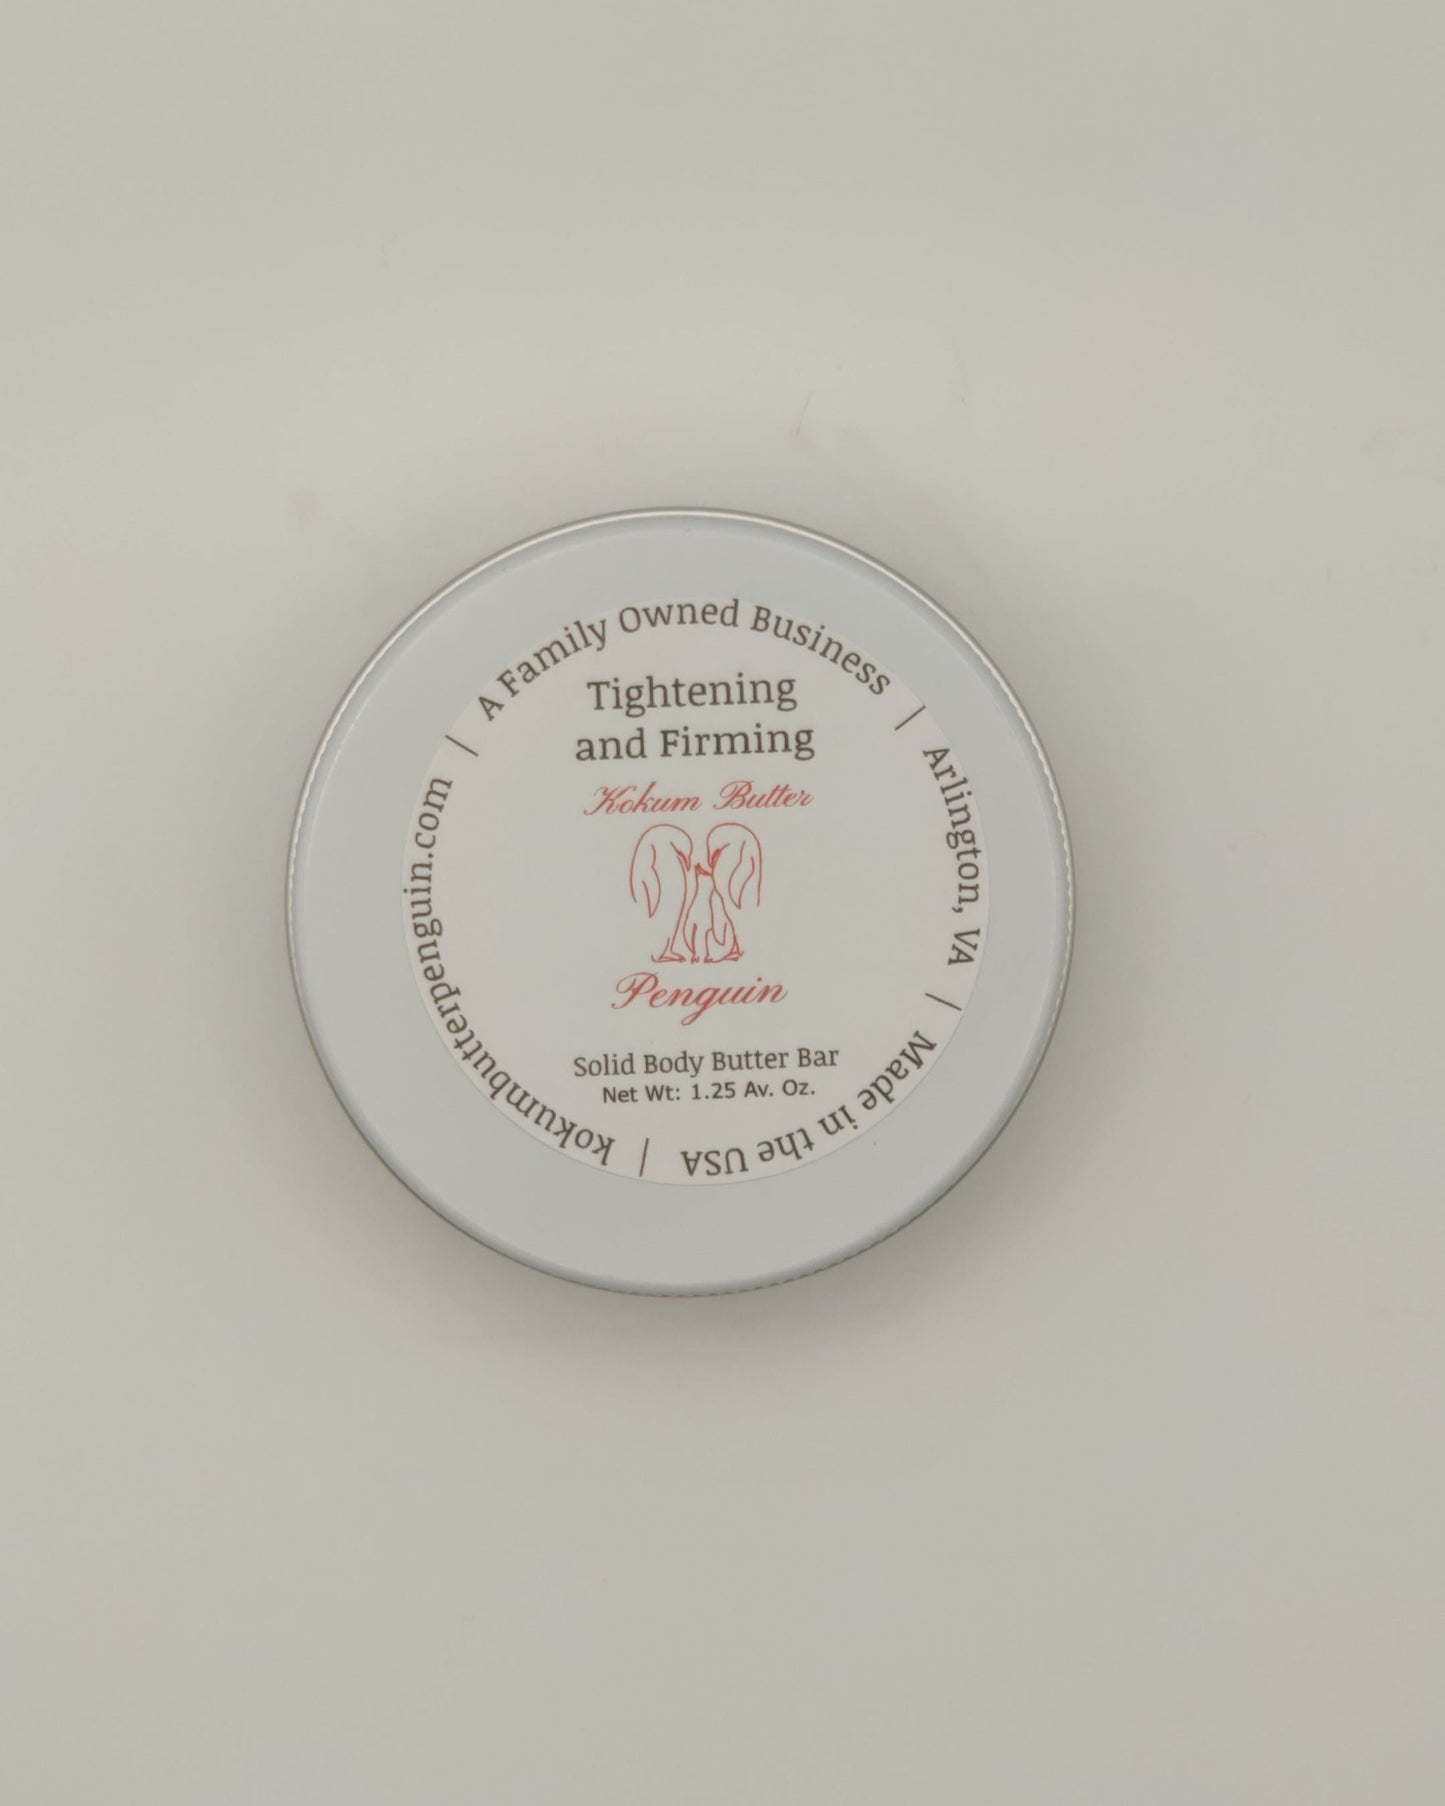 A Family Owned Business | Arlington, VA | Made in the USA | kokumbutterpenguin.com |
Tightening
and Firming
Kokum Butter
Penguin
Solid Body Butter Bar
Net Wt: 1.25 Av. Oz.